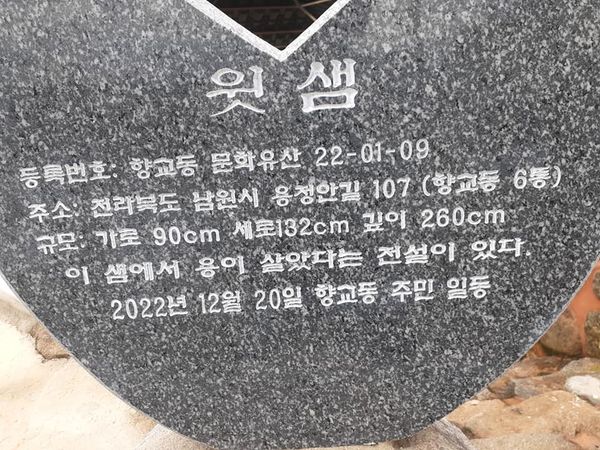 윗샘
등록번호: 향교동 문화유산 22-01-09
주소: 전라북도 남원시 용정안길 107 (향교동 6통)
규모: 가로 90cm 세로132cm 깊이 260cm
이 샘에서 용이 살았다는 전설이 있다.
2022년 12월 20일 향교동 주민 일동